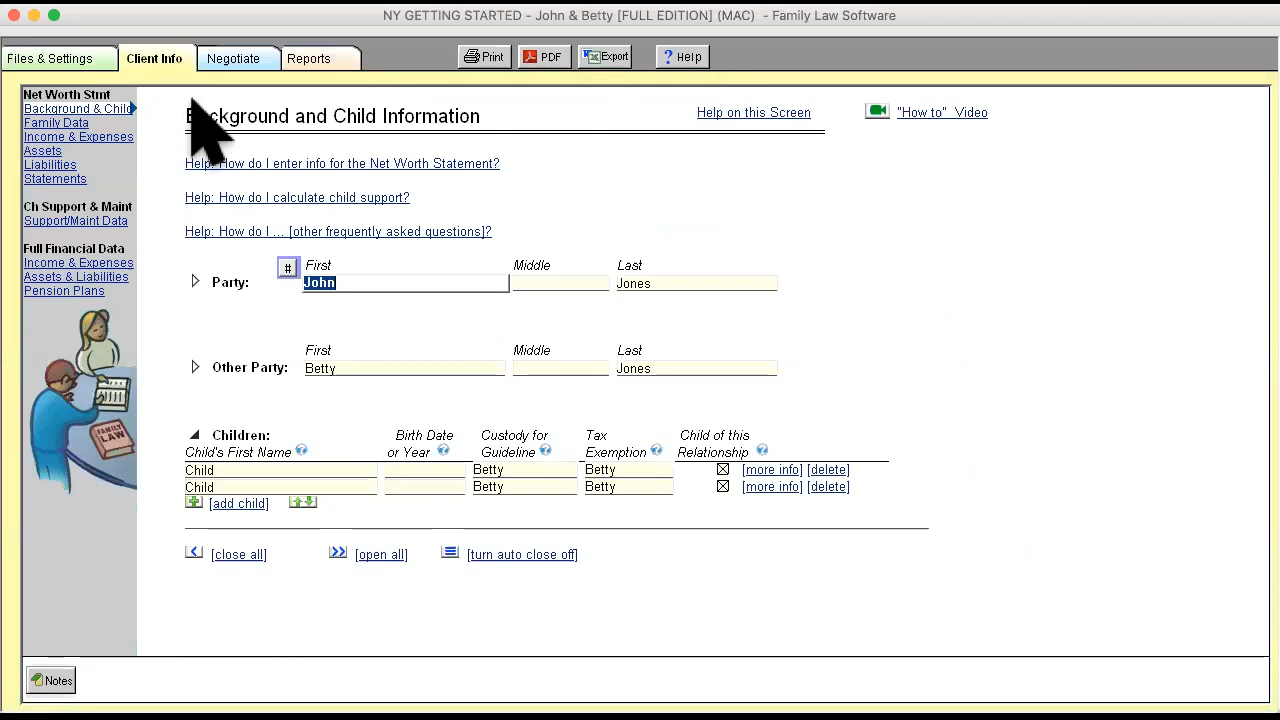 NY GETTING STARTED - John & Betty [FULL EDITION] (MAC) - Family Law Software
Files & Settings Client Info Negotiate Reports Print PDF Export ? Help
Net Worth Stmt
Background & Child
Family Data
Income & Expenses
Assets
Liabilities
Statements
Ch Support & Maint
Support/Maint Data
Full Financial Data
Income & Expenses
Assets & Liabilities
Pension Plans
FAMILY LAW
Background and Child Information Help on this Screen "How to" Video
Help: How do I enter info for the Net Worth Statement?
Help: How do I calculate child support?
Help: How do I ... [other frequently asked questions]?
# First Middle Last
Party: John Jones
First Middle Last
Other Party: Betty Jones
Children: Birth Date Custody for Tax Child of this
Child's First Name ? or Year ? Guideline ? Exemption ? Relationship ?
Child Betty Betty [more info] [delete]
Child Betty Betty [more info] [delete]
[add child]
[close all] [open all] [turn auto close off]
Notes